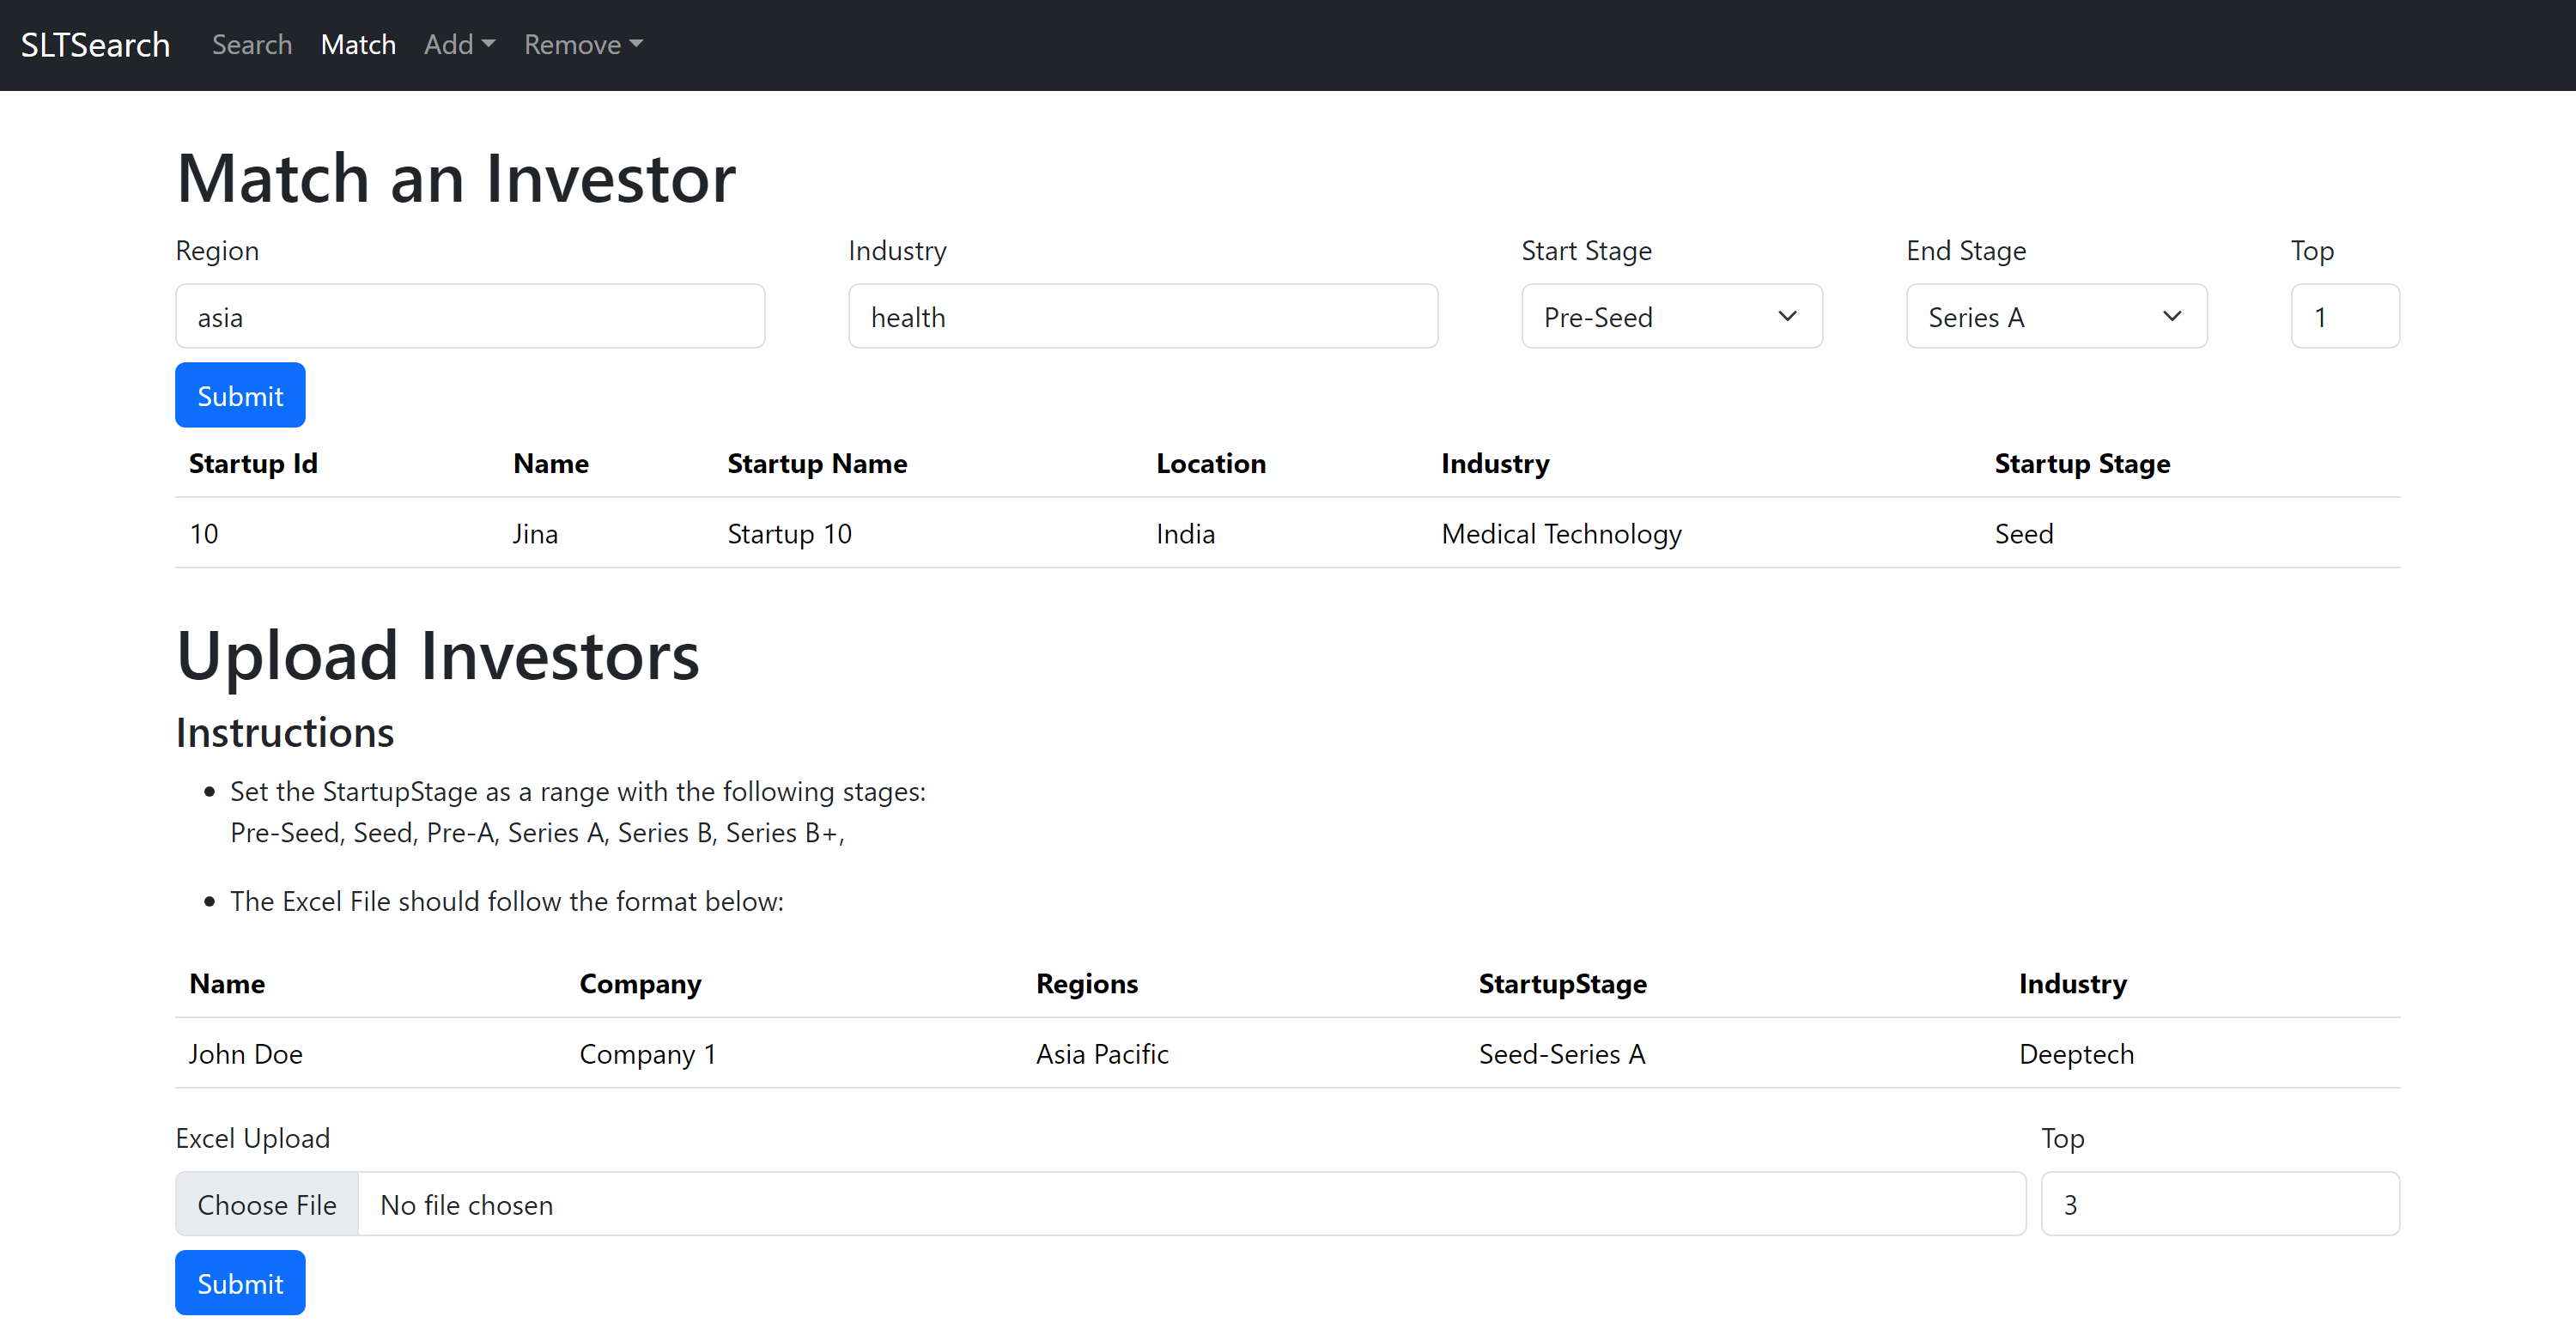 SLTSearch Search Match Add Remove
Match an Investor
Region Industry Start Stage End Stage Top
asia health Pre-Seed Series A 1
Submit
Startup Id Name Startup Name Location Industry Startup Stage
10 Jina Startup 10 India Medical Technology Seed
Upload Investors
Instructions
Set the StartupStage as a range with the following stages:
Pre-Seed, Seed, Pre-A, Series A, Series B, Series B+,
The Excel File should follow the format below:
Name Company Regions StartupStage Industry
John Doe Company 1 Asia Pacific Seed-Series A Deeptech
Excel Upload Top
Choose File No file chosen 3
Submit